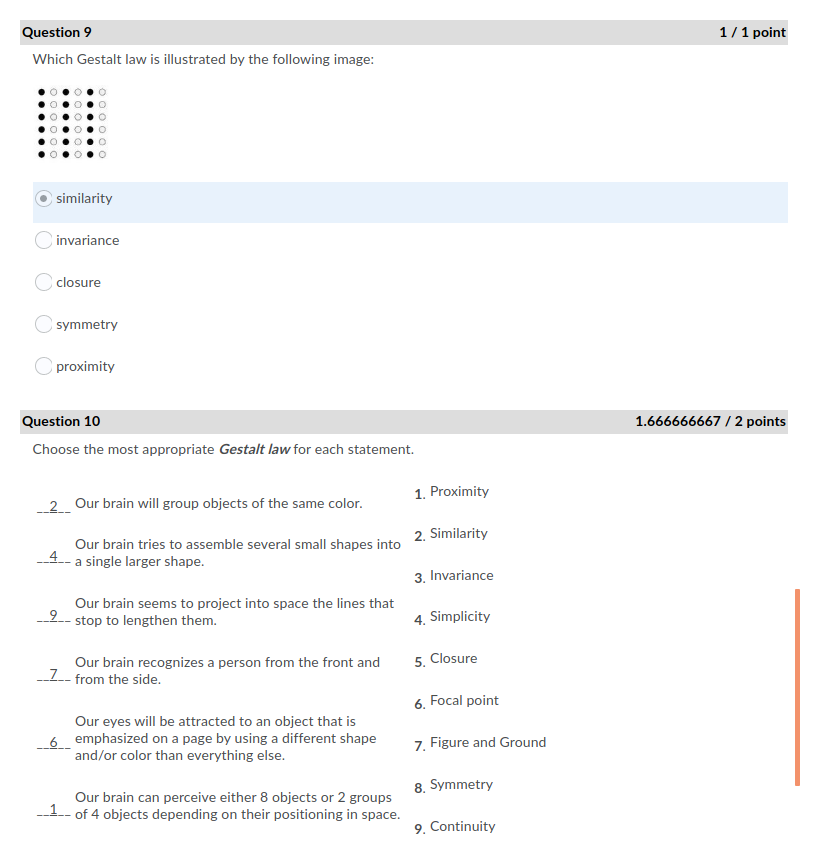 Question 9 1 / 1 point
Which Gestalt law is illustrated by the following image:
similarity
invariance
closure
symmetry
proximity
Question 10 1.666666667 / 2 points
Choose the most appropriate Gestalt law for each statement.
__2__ Our brain will group objects of the same color.
__4__ Our brain tries to assemble several small shapes into
a single larger shape.
__9__ Our brain seems to project into space the lines that
stop to lengthen them.
__7__ Our brain recognizes a person from the front and
from the side.
__6__ Our eyes will be attracted to an object that is
emphasized on a page by using a different shape
and/or color than everything else.
__1__ Our brain can perceive either 8 objects or 2 groups
of 4 objects depending on their positioning in space.
1. Proximity
2. Similarity
3. Invariance
4. Simplicity
5. Closure
6. Focal point
7. Figure and Ground
8. Symmetry
9. Continuity